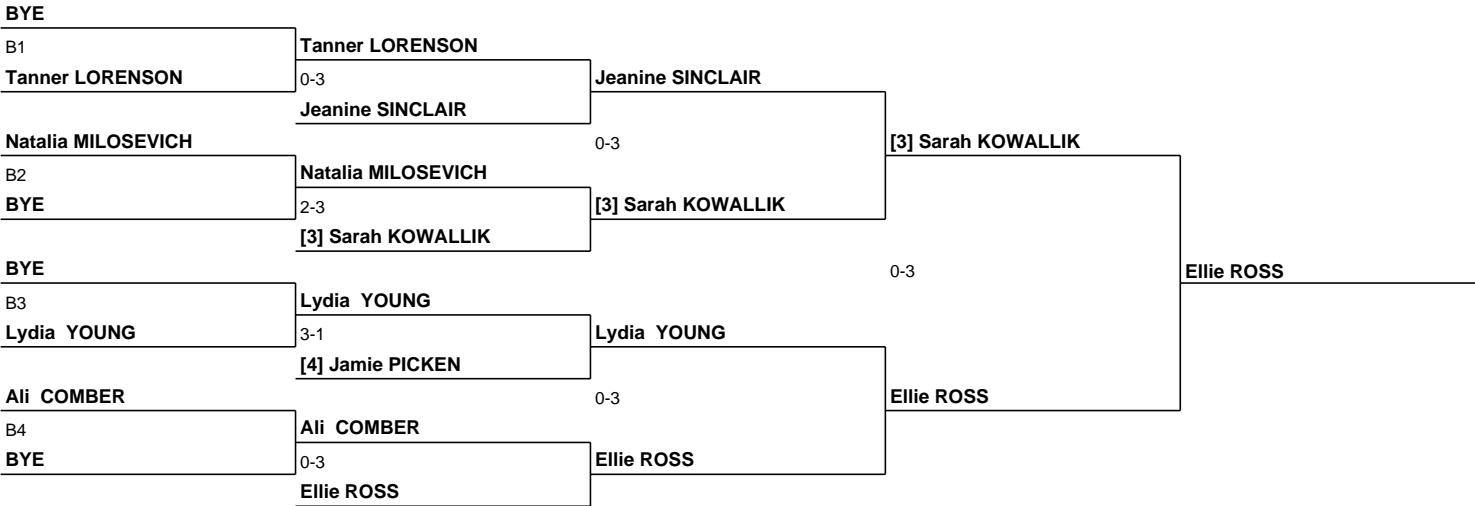 BYE
B1
Tanner LORENSON
Tanner LORENSON
0-3
Jeanine SINCLAIR
Jeanine SINCLAIR
Natalia MILOSEVICH
0-3
[3] Sarah KOWALLIK
B2
Natalia MILOSEVICH
BYE
2-3
[3] Sarah KOWALLIK
[3] Sarah KOWALLIK
BYE
0-3
Ellie ROSS
B3
Lydia YOUNG
Lydia YOUNG
3-1
Lydia YOUNG
[4] Jamie PICKEN
Ali COMBER
0-3
Ellie ROSS
B4
Ali COMBER
BYE
0-3
Ellie ROSS
Ellie ROSS